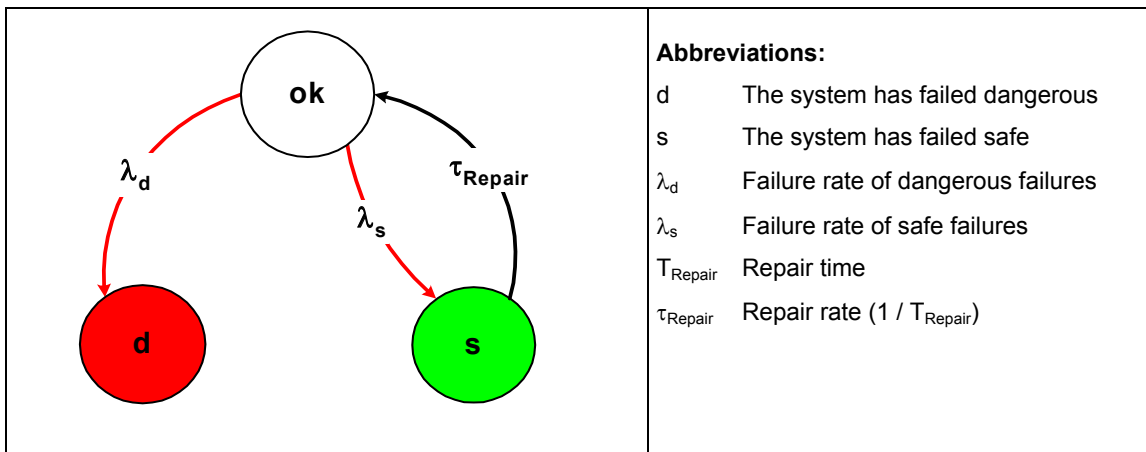 ok
λd
τRepair
λs
d
s
Abbreviations:
d The system has failed dangerous
s The system has failed safe
λd Failure rate of dangerous failures
λs Failure rate of safe failures
TRepair Repair time
τRepair Repair rate (1 / TRepair)